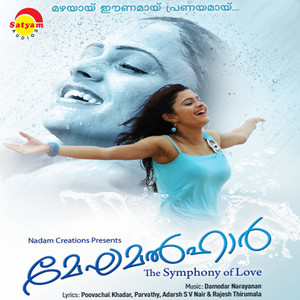 Satyam
AUDIOS
മഴയായ് ഈണമായ് പ്രണയമായ്...
Nadam Creations Presents
മേഘമൽഹാർ
The Symphony of Love
Music: Damodar Narayanan
Lyrics: Poovachal Khadar, Parvathy, Adarsh S V Nair & Rajesh Thirumala